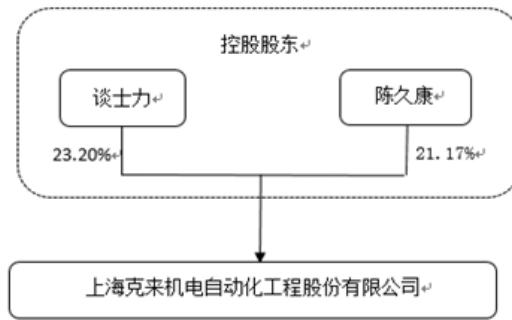 控股股东
谈士力
陈久康
23.20%
21.17%
上海克来机电自动化工程股份有限公司